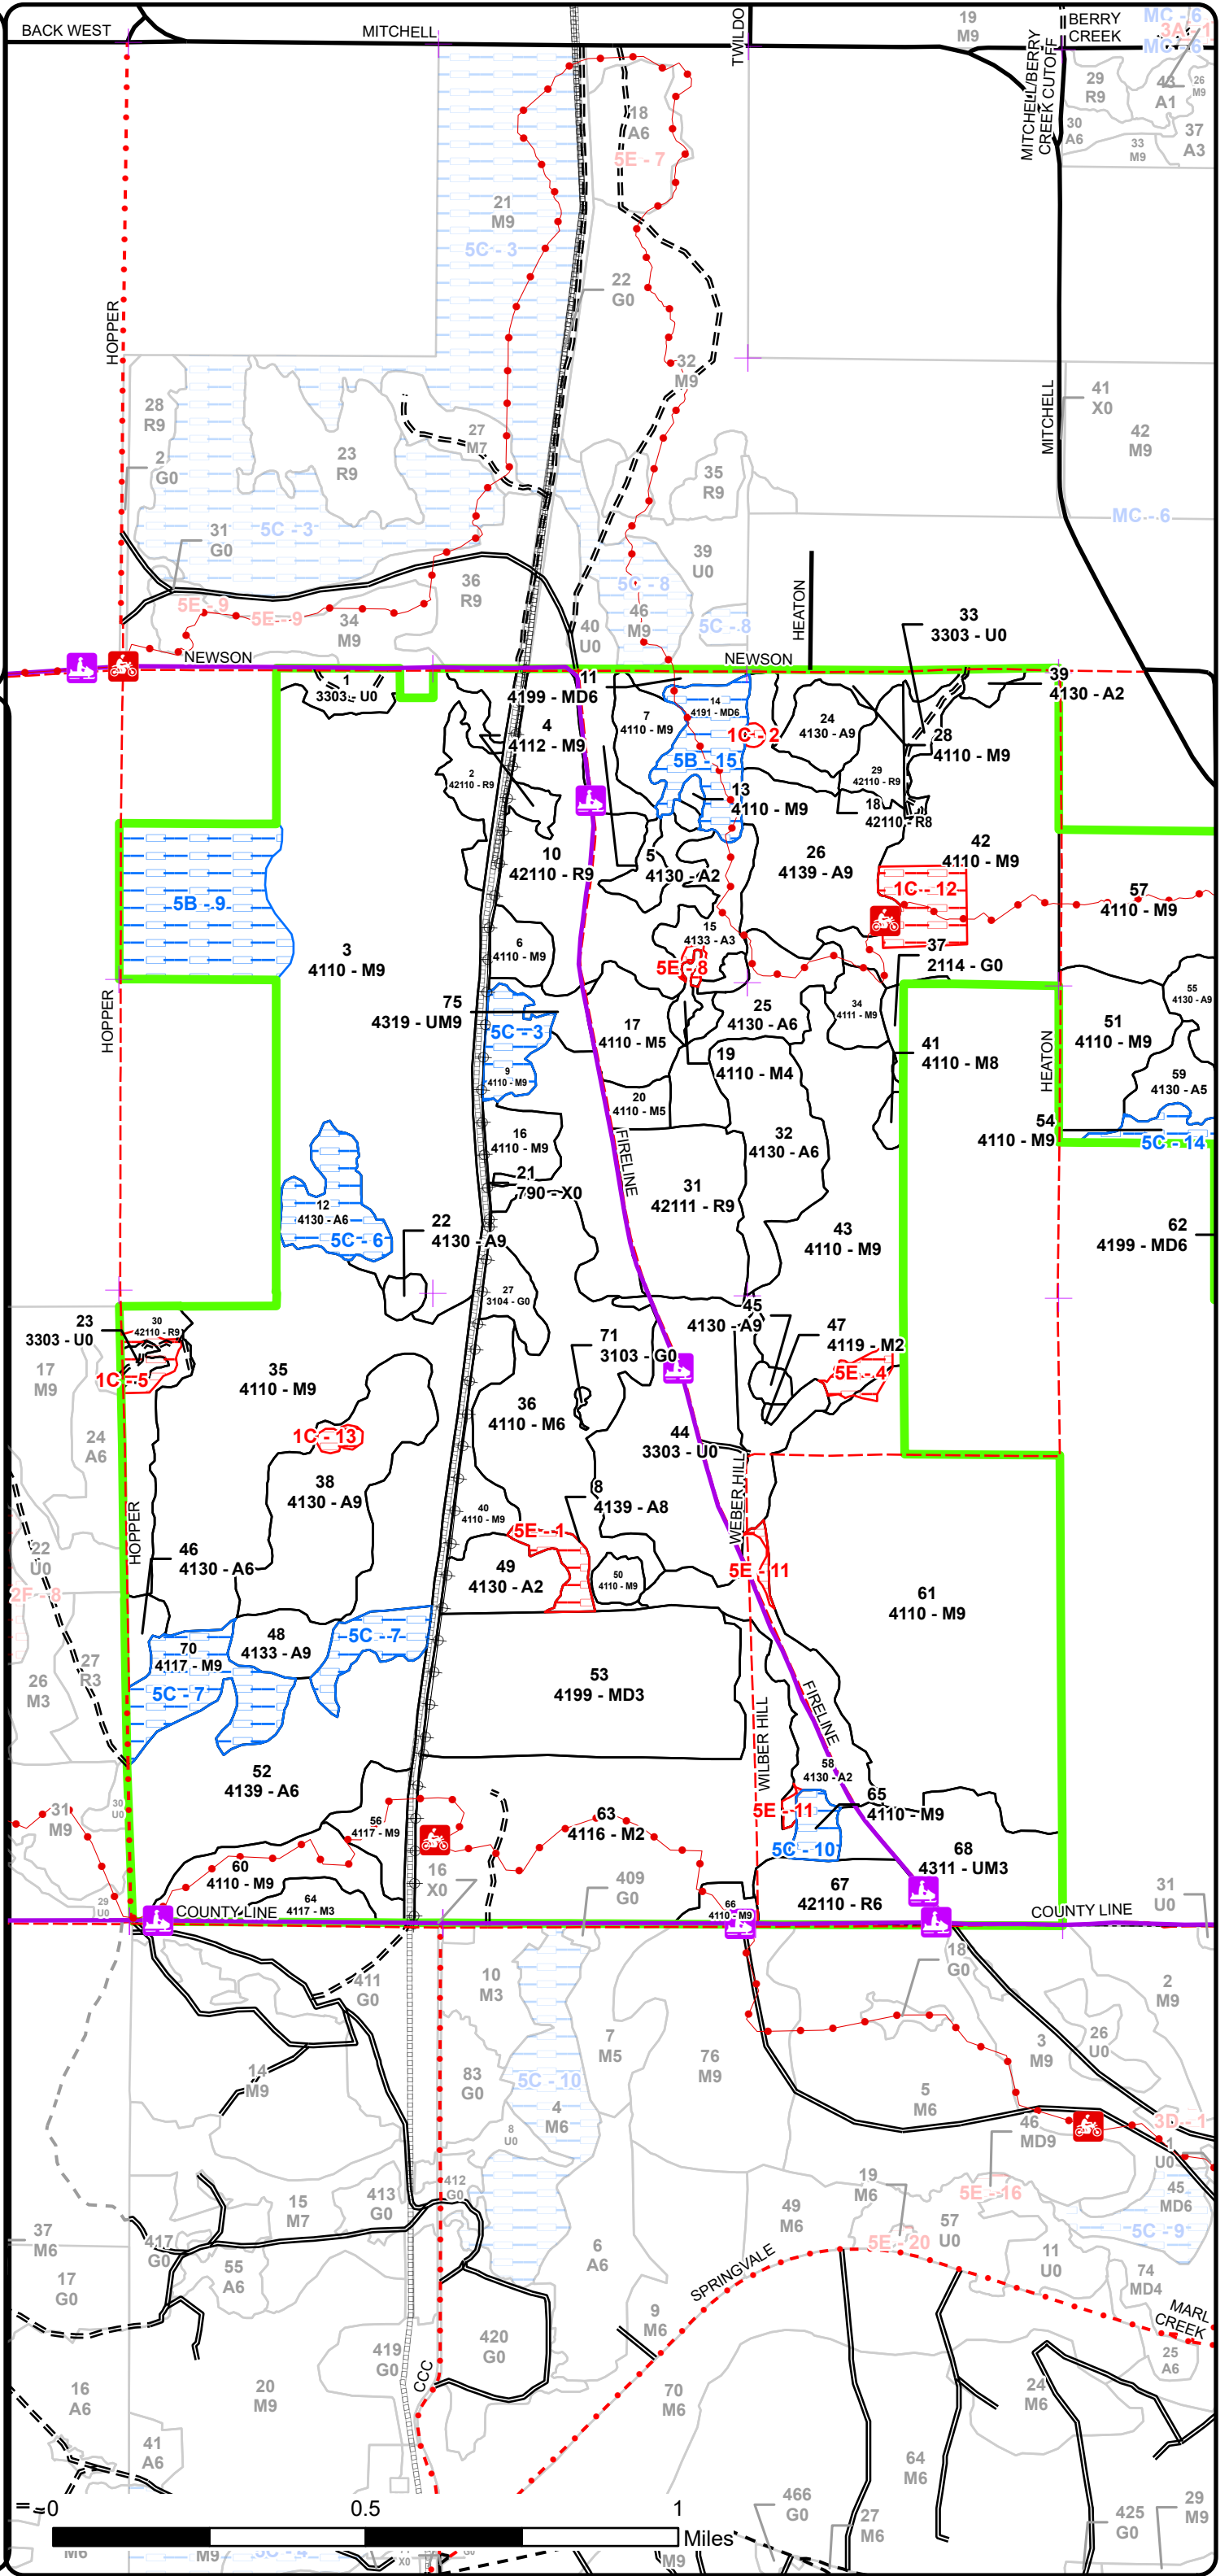 BACK WEST
MITCHELL
TWILDO
19
M9
MITCHELL/BERRY
CREEK CUTOFF
BERRY
CREEK
MC - 6
MC - 6
29
R9
43
A1
26
M9
30
A6
33
M9
37
A3
18
A6
5E - 7
21
M9
5C - 3
22
G0
HOPPER
32
M9
MITCHELL
41
X0
42
M9
28
R9
2
G0
23
R9
27
M7
35
R9
MC - 6
31
G0
5C - 3
39
U0
36
R9
5C - 8
5E - 9
5E - 9
34
M9
46
M9
5C - 8
40
U0
HEATON
33
3303 - U0
NEWSON
NEWSON
1
3303 - U0
11
4199 - MD6
39
4130 - A2
4
4112 - M9
7
4110 - M9
14
4191 - MD6
1C - 2
24
4130 - A9
28
4110 - M9
5B - 15
2
42110 - R9
29
42110 - R9
13
4110 - M9
18
42110 - R8
10
42110 - R9
5
4130 - A2
26
4139 - A9
42
4110 - M9
1C - 12
57
4110 - M9
5B - 9
3
4110 - M9
6
4110 - M9
15
4133 - A3
5E - 8
37
2114 - G0
55
4130 - A9
75
4319 - UM9
5C - 3
9
4110 - M9
17
4110 - M5
25
4130 - A6
34
4111 - M9
HOPPER
19
4110 - M4
41
4110 - M8
HEATON
51
4110 - M9
59
4130 - A5
20
4110 - M5
54
4110 - M9
5C - 14
16
4110 - M9
32
4130 - A6
21
790 - X0
FIRELINE
31
42111 - R9
12
4130 - A6
5C - 6
22
4130 - A9
43
4110 - M9
62
4199 - MD6
27
3104 - G0
23
3303 - U0
30
42110 - R9
45
4130 - A9
47
4119 - M2
17
M9
1C - 5
35
4110 - M9
71
3103 - G0
5E - 4
24
A6
1C - 13
36
4110 - M6
44
3303 - U0
38
4130 - A9
WEBER HILL
8
4139 - A8
HOPPER
40
4110 - M9
5E - 1
22
U0
46
4130 - A6
49
4130 - A2
50
4110 - M9
5E - 11
2F - 8
61
4110 - M9
48
4133 - A9
5C - 7
70
4117 - M9
5C - 7
27
R3
26
M3
53
4199 - MD3
FIRELINE
WILBER HILL
52
4139 - A6
58
4130 - A2
31
M9
30
U0
56
4117 - M9
63
4116 - M2
5E - 11
5C - 10
65
4110 - M9
60
4110 - M9
64
4117 - M3
16
X0
409
G0
68
4311 - UM3
67
42110 - R6
66
4110 - M9
29
U0
31
U0
COUNTY LINE
COUNTY LINE
411
G0
10
M3
18
G0
2
M9
7
M5
76
M9
3
M9
26
U0
14
M9
83
G0
5C - 10
4
M6
8
U0
5
M6
46
MD9
3D - 1
1
U0
412
G0
413
G0
15
M7
19
M6
5E - 16
45
MD6
5C - 9
37
M6
417
G0
55
A6
49
M6
57
U0
5E - 20
6
A6
11
U0
74
MD4
17
G0
SPRINGVALE
MARL
CREEK
9
M6
419
G0
420
G0
CCC
25
A6
16
A6
20
M9
70
M6
24
M6
41
A6
64
M6
466
G0
27
M6
425
G0
29
M9
0
0.5
1
Miles
M6
M9
5C - 4
X0
G0
M9